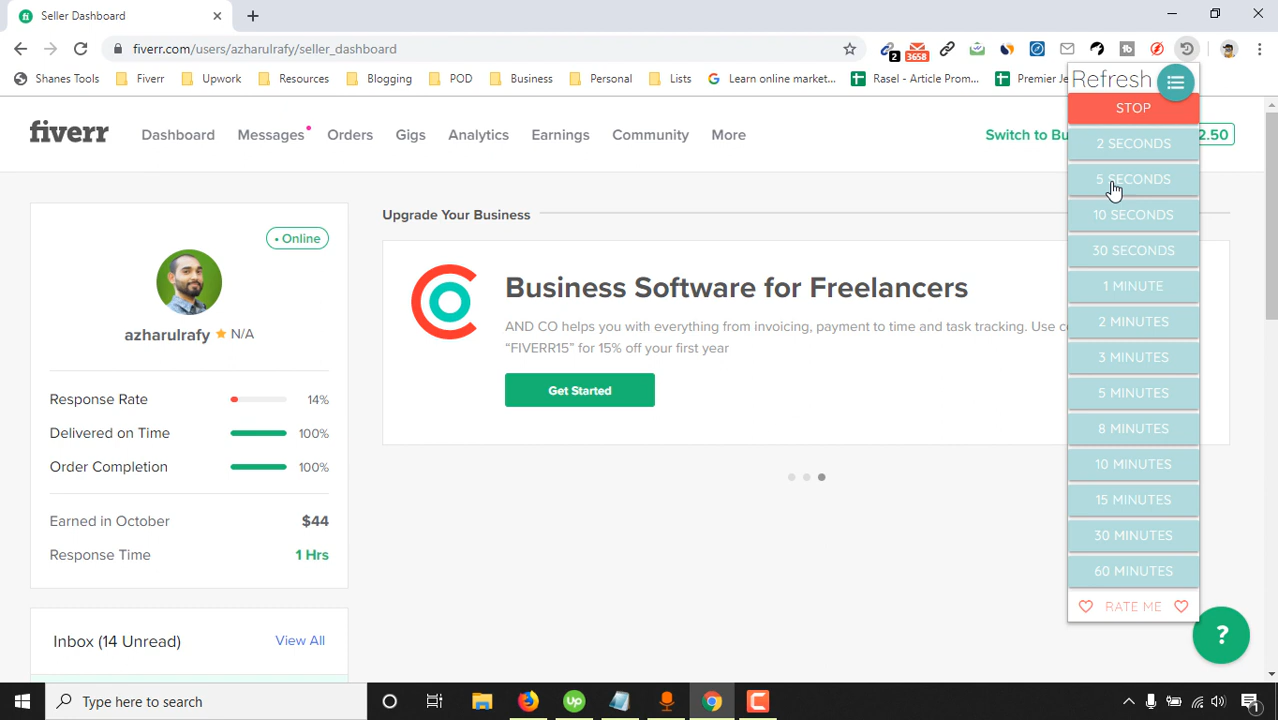 Seller Dashboard
fiverr.com/users/azharulrafy/seller_dashboard
2
3658
Shanes Tools
Fiverr
Upwork
Resources
Blogging
POD
Business
Personal
Lists
Learn online market...
Rasel - Article Prom...
Premier Je
fiverr
Dashboard
Messages
Orders
Gigs
Analytics
Earnings
Community
More
Switch to Bu
2.50
Refresh
STOP
2 SECONDS
5 SECONDS
10 SECONDS
30 SECONDS
1 MINUTE
2 MINUTES
3 MINUTES
5 MINUTES
8 MINUTES
10 MINUTES
15 MINUTES
30 MINUTES
60 MINUTES
RATE ME
Online
azharulrafy N/A
Response Rate 14%
Delivered on Time 100%
Order Completion 100%
Earned in October $44
Response Time 1 Hrs
Inbox (14 Unread) View All
Upgrade Your Business
Business Software for Freelancers
AND CO helps you with everything from invoicing, payment to time and task tracking. Use co
“FIVERR15” for 15% off your first year
Get Started
?
Type here to search
Up
1